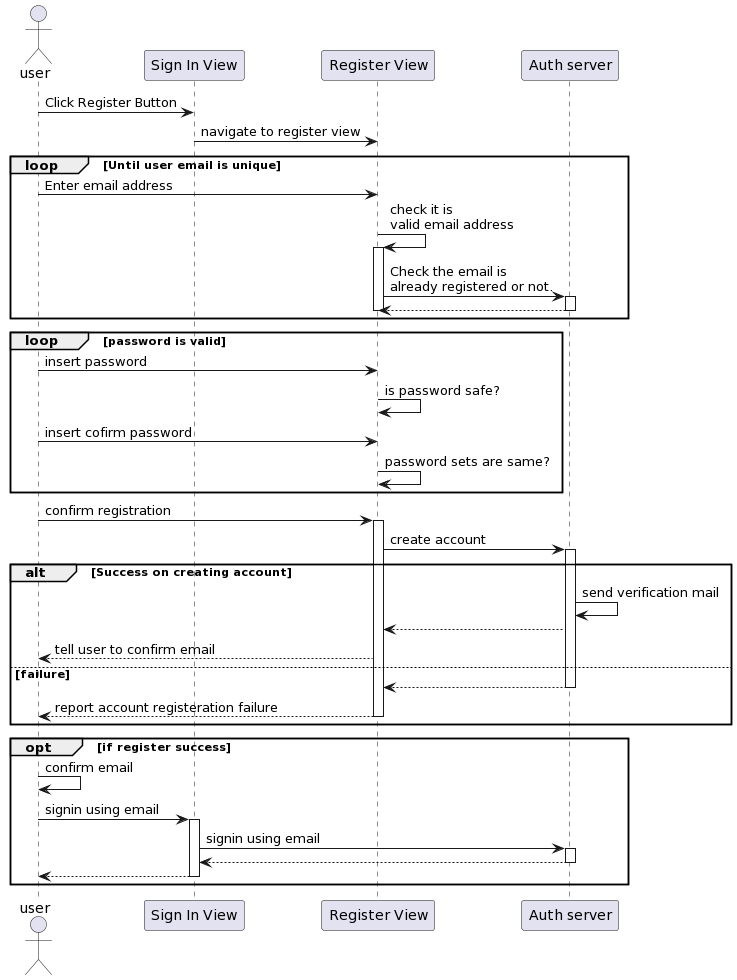 user
Sign In View
Register View
Auth server
Click Register Button
navigate to register view
loop
[Until user email is unique]
Enter email address
check it is
valid email address
Check the email is
already registered or not.
loop
[password is valid]
insert password
is password safe?
insert cofirm password
password sets are same?
confirm registration
create account
alt
[Success on creating account]
send verification mail
tell user to confirm email
[failure]
report account registeration failure
opt
[if register success]
confirm email
signin using email
signin using email
user
Sign In View
Register View
Auth server